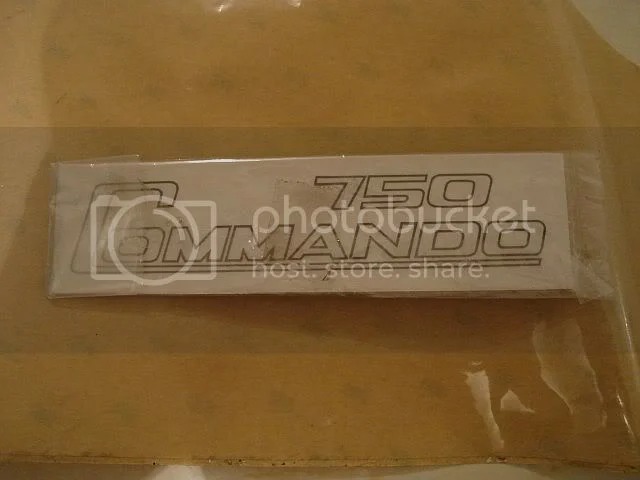 750
COMMANDO
photobucket
host. store. share.